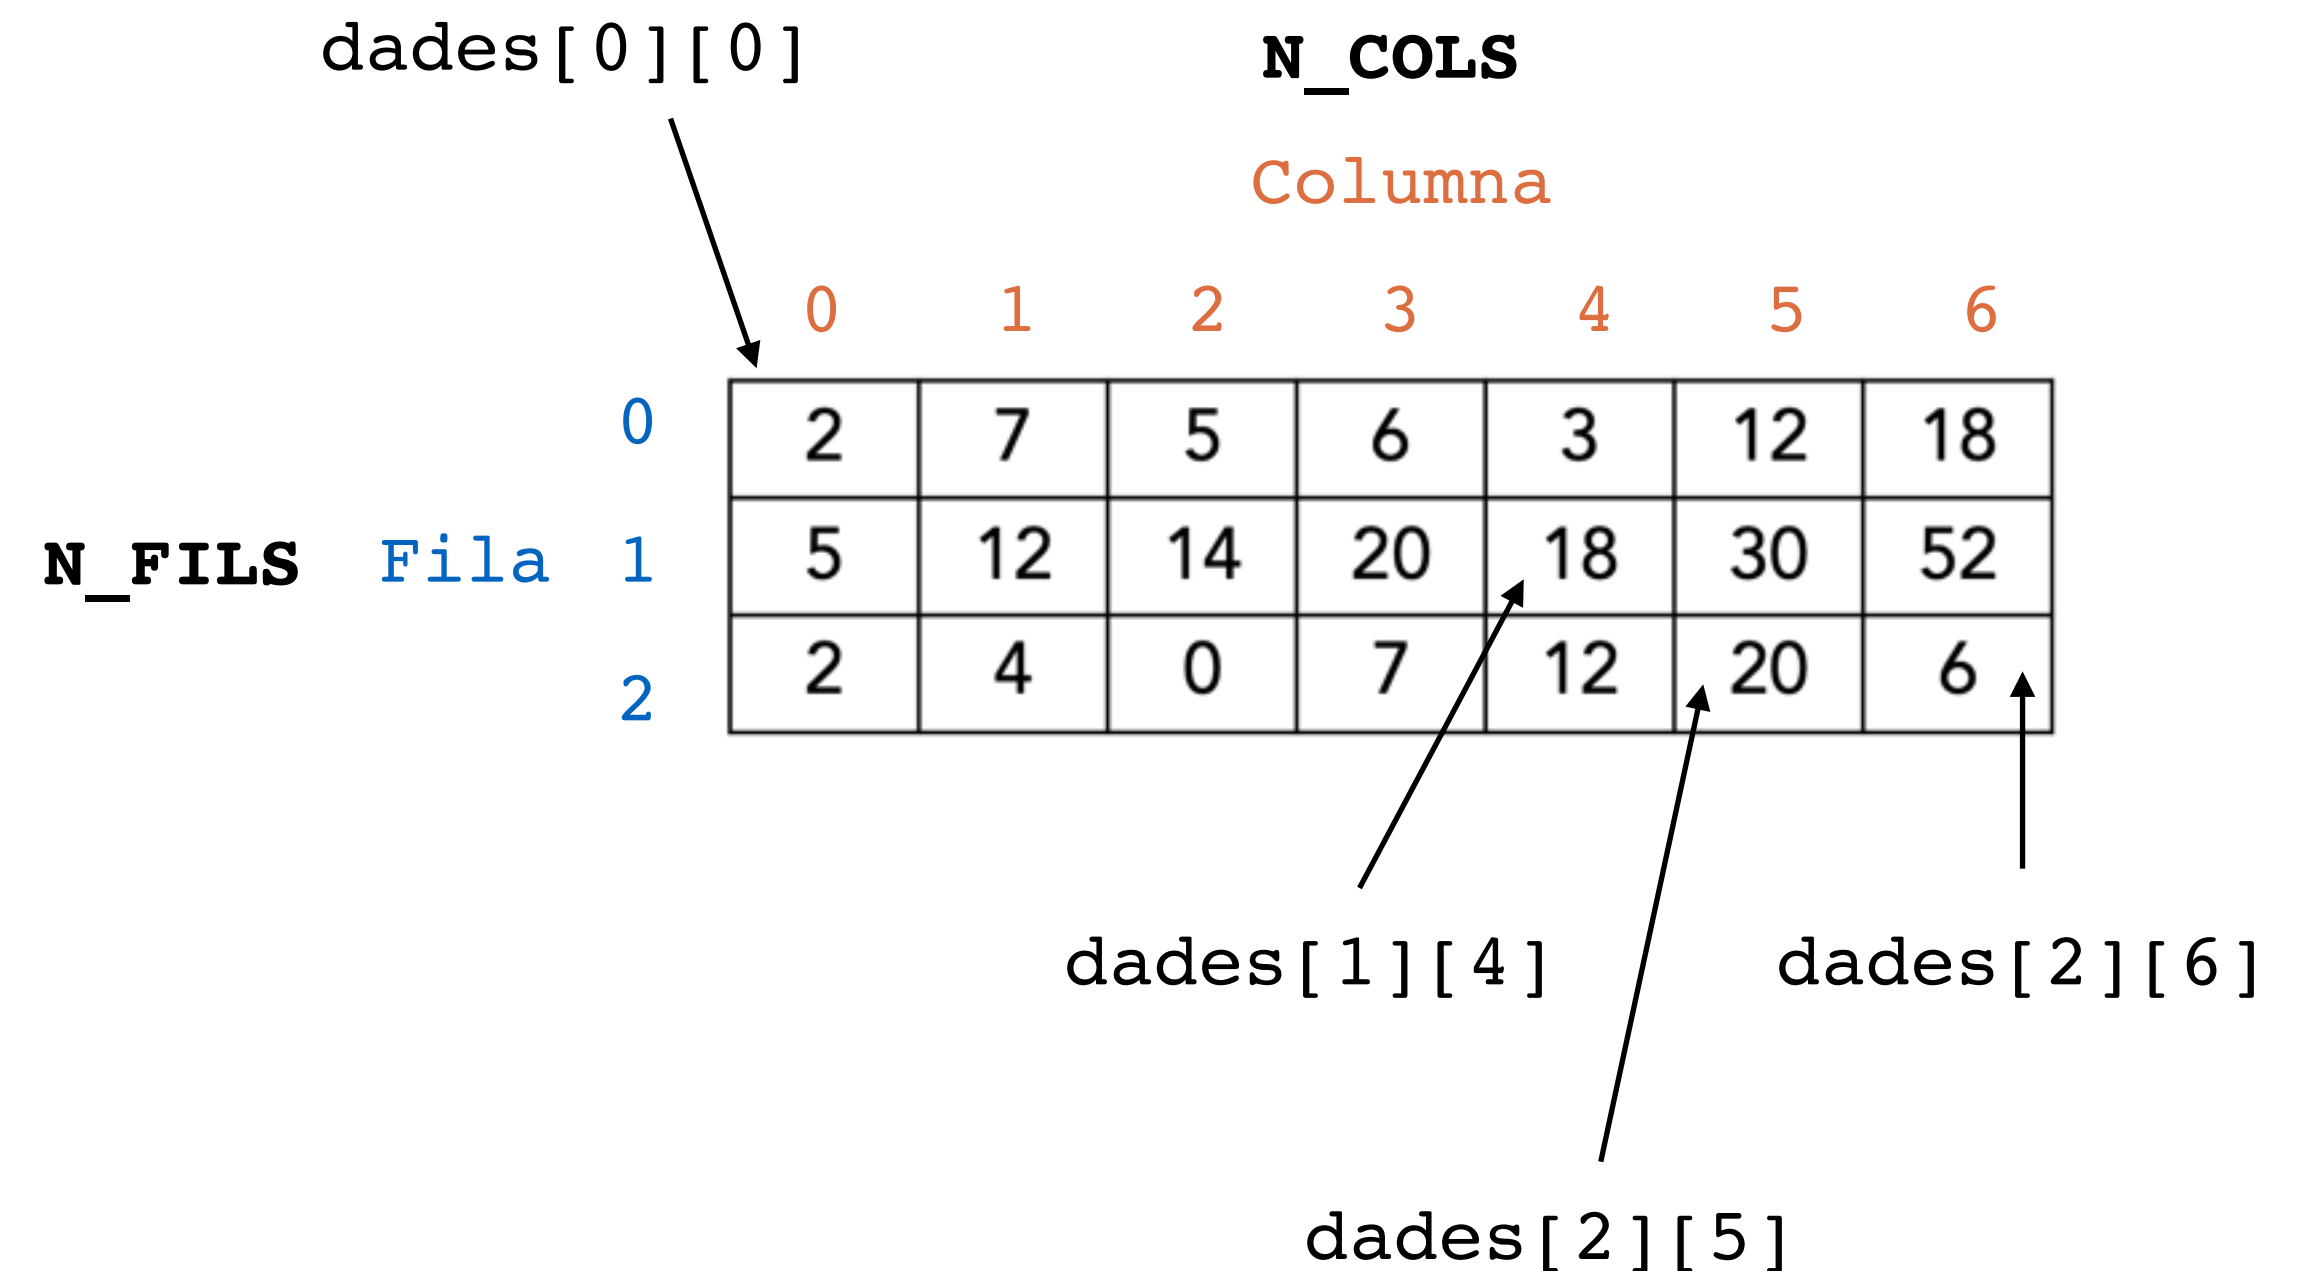 dades[0][0]
N_COLS
Columna
0 1 2 3 4 5 6
0 2 7 5 6 3 12 18
N_FILS Fila 1 5 12 14 20 18 30 52
2 2 4 0 7 12 20 6
dades[1][4] dades[2][6]
dades[2][5]